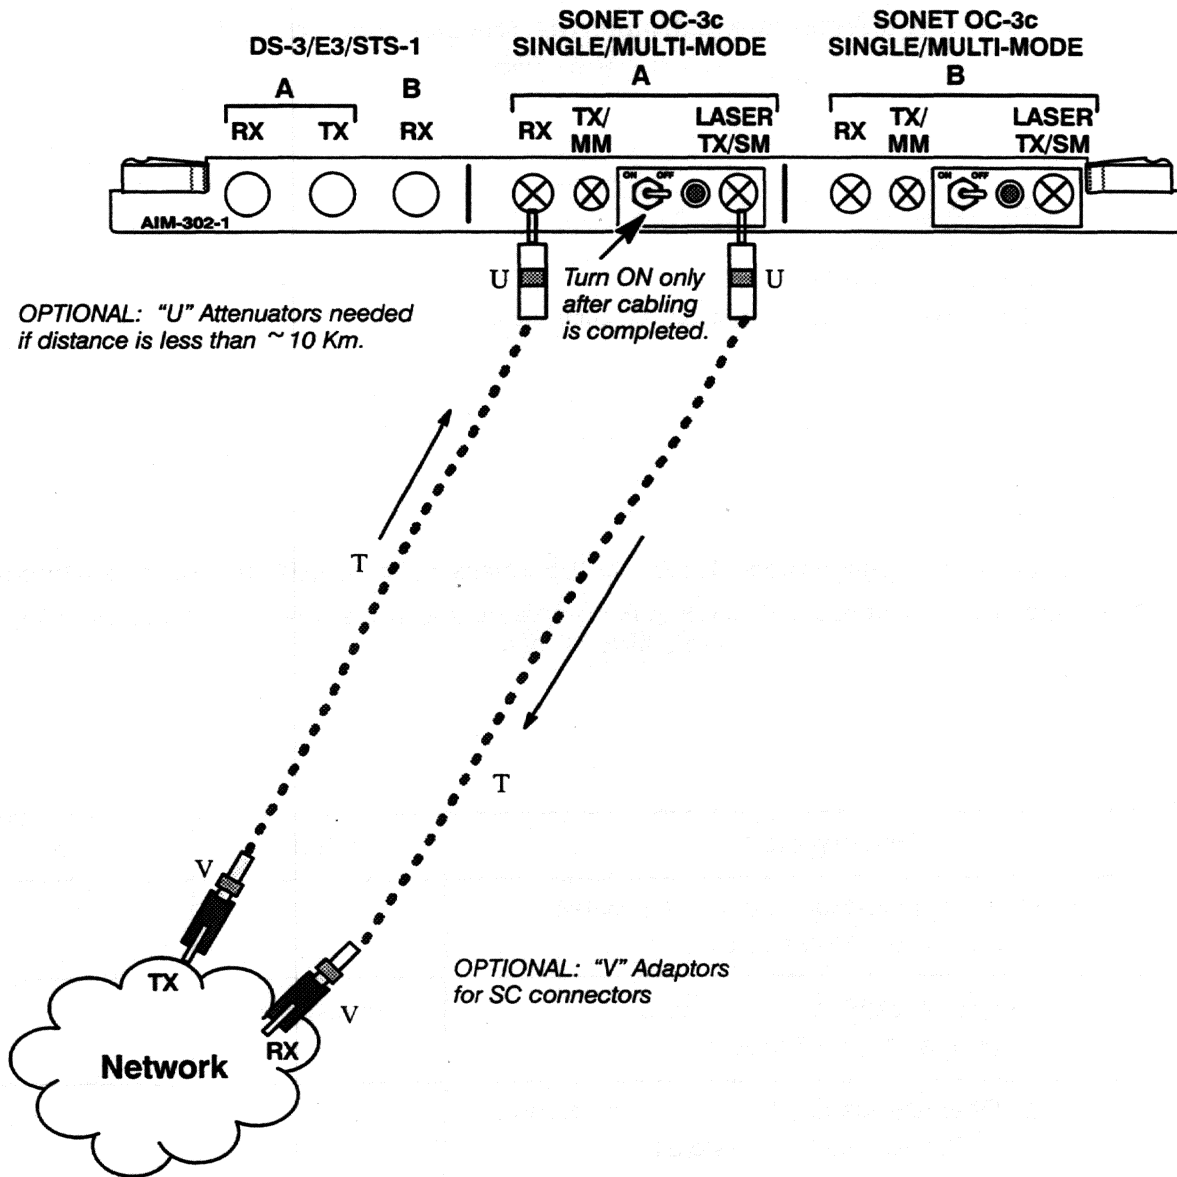 SONET OC-3c
SINGLE/MULTI-MODE
SONET OC-3c
SINGLE/MULTI-MODE
DS-3/E3/STS-1
A
B
A
B
RX
TX
RX
RX
TX/
MM
LASER
TX/SM
RX
TX/
MM
LASER
TX/SM
ON
OFF
ON
OFF
AIM-302-1
U
Turn ON only
after cabling
is completed.
U
OPTIONAL: “U” Attenuators needed
if distance is less than ~ 10 Km.
T
T
V
TX
OPTIONAL: “V” Adaptors
for SC connectors
V
RX
Network